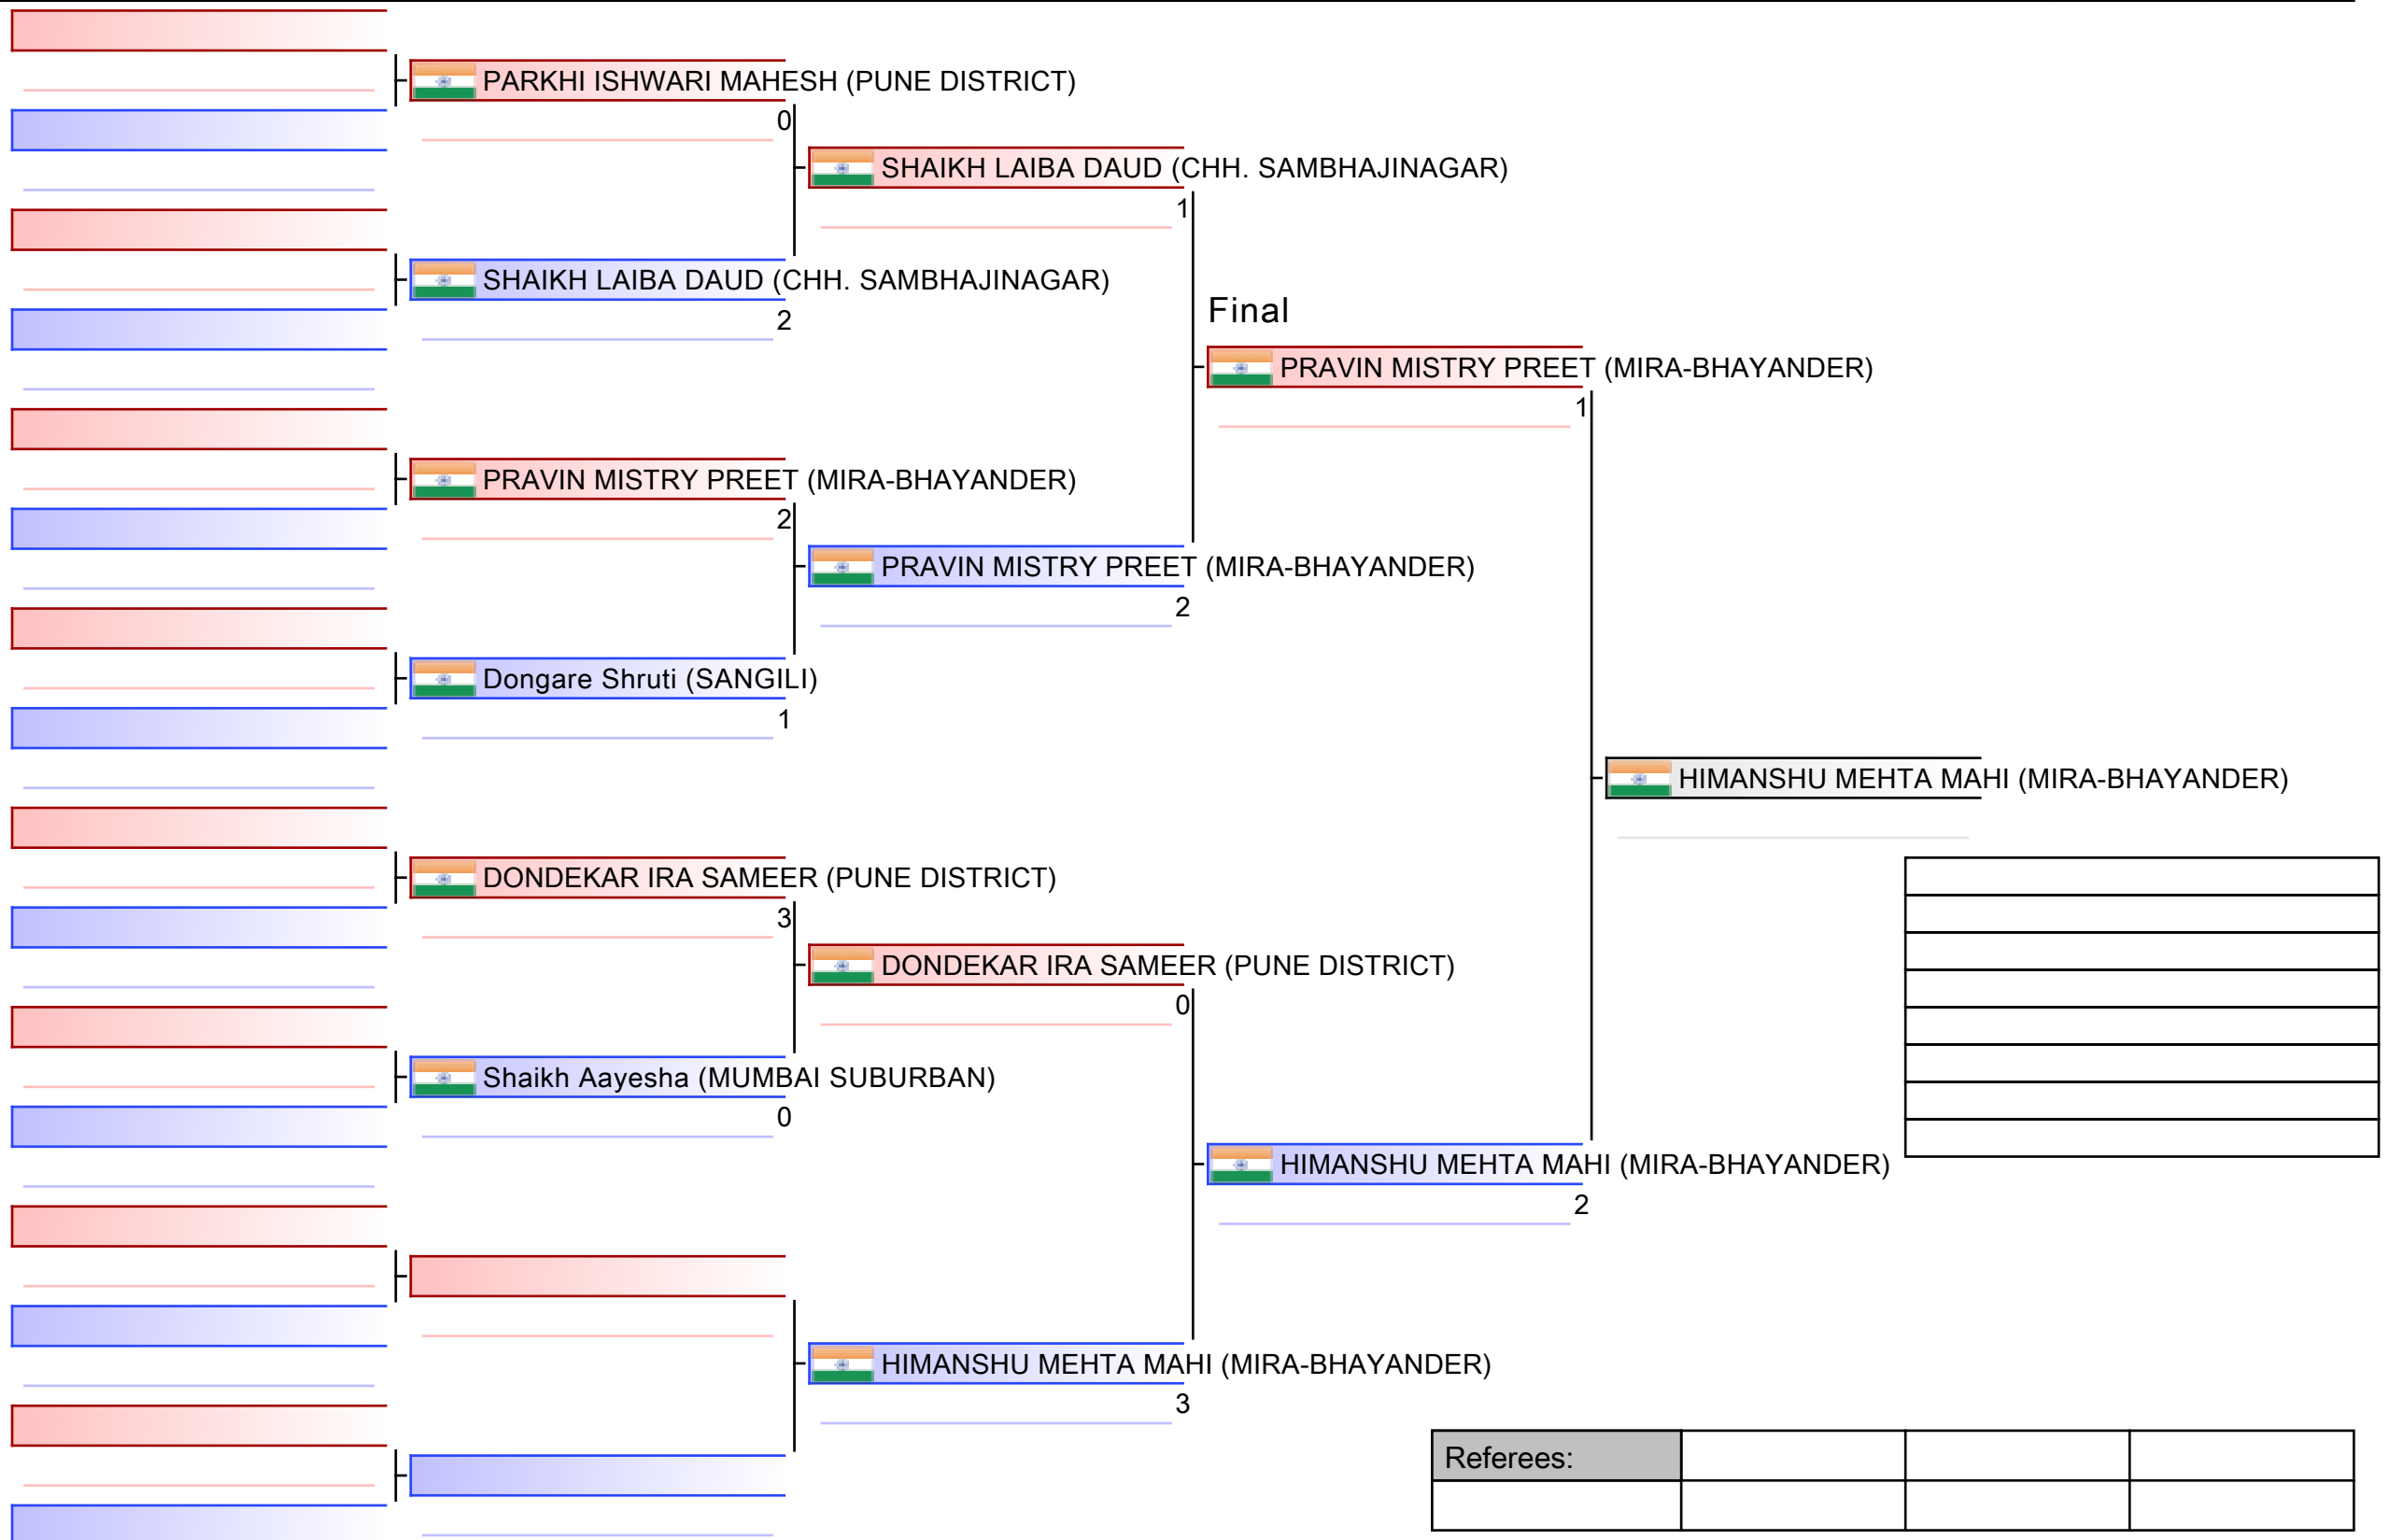 PARKHI ISHWARI MAHESH (PUNE DISTRICT)
0
SHAIKH LAIBA DAUD (CHH. SAMBHAJINAGAR)
1
SHAIKH LAIBA DAUD (CHH. SAMBHAJINAGAR)
2
Final
PRAVIN MISTRY PREET (MIRA-BHAYANDER)
1
PRAVIN MISTRY PREET (MIRA-BHAYANDER)
2
PRAVIN MISTRY PREET (MIRA-BHAYANDER)
2
Dongare Shruti (SANGILI)
1
HIMANSHU MEHTA MAHI (MIRA-BHAYANDER)
DONDEKAR IRA SAMEER (PUNE DISTRICT)
3
DONDEKAR IRA SAMEER (PUNE DISTRICT)
0
Shaikh Aayesha (MUMBAI SUBURBAN)
0
HIMANSHU MEHTA MAHI (MIRA-BHAYANDER)
2
HIMANSHU MEHTA MAHI (MIRA-BHAYANDER)
3
Referees: